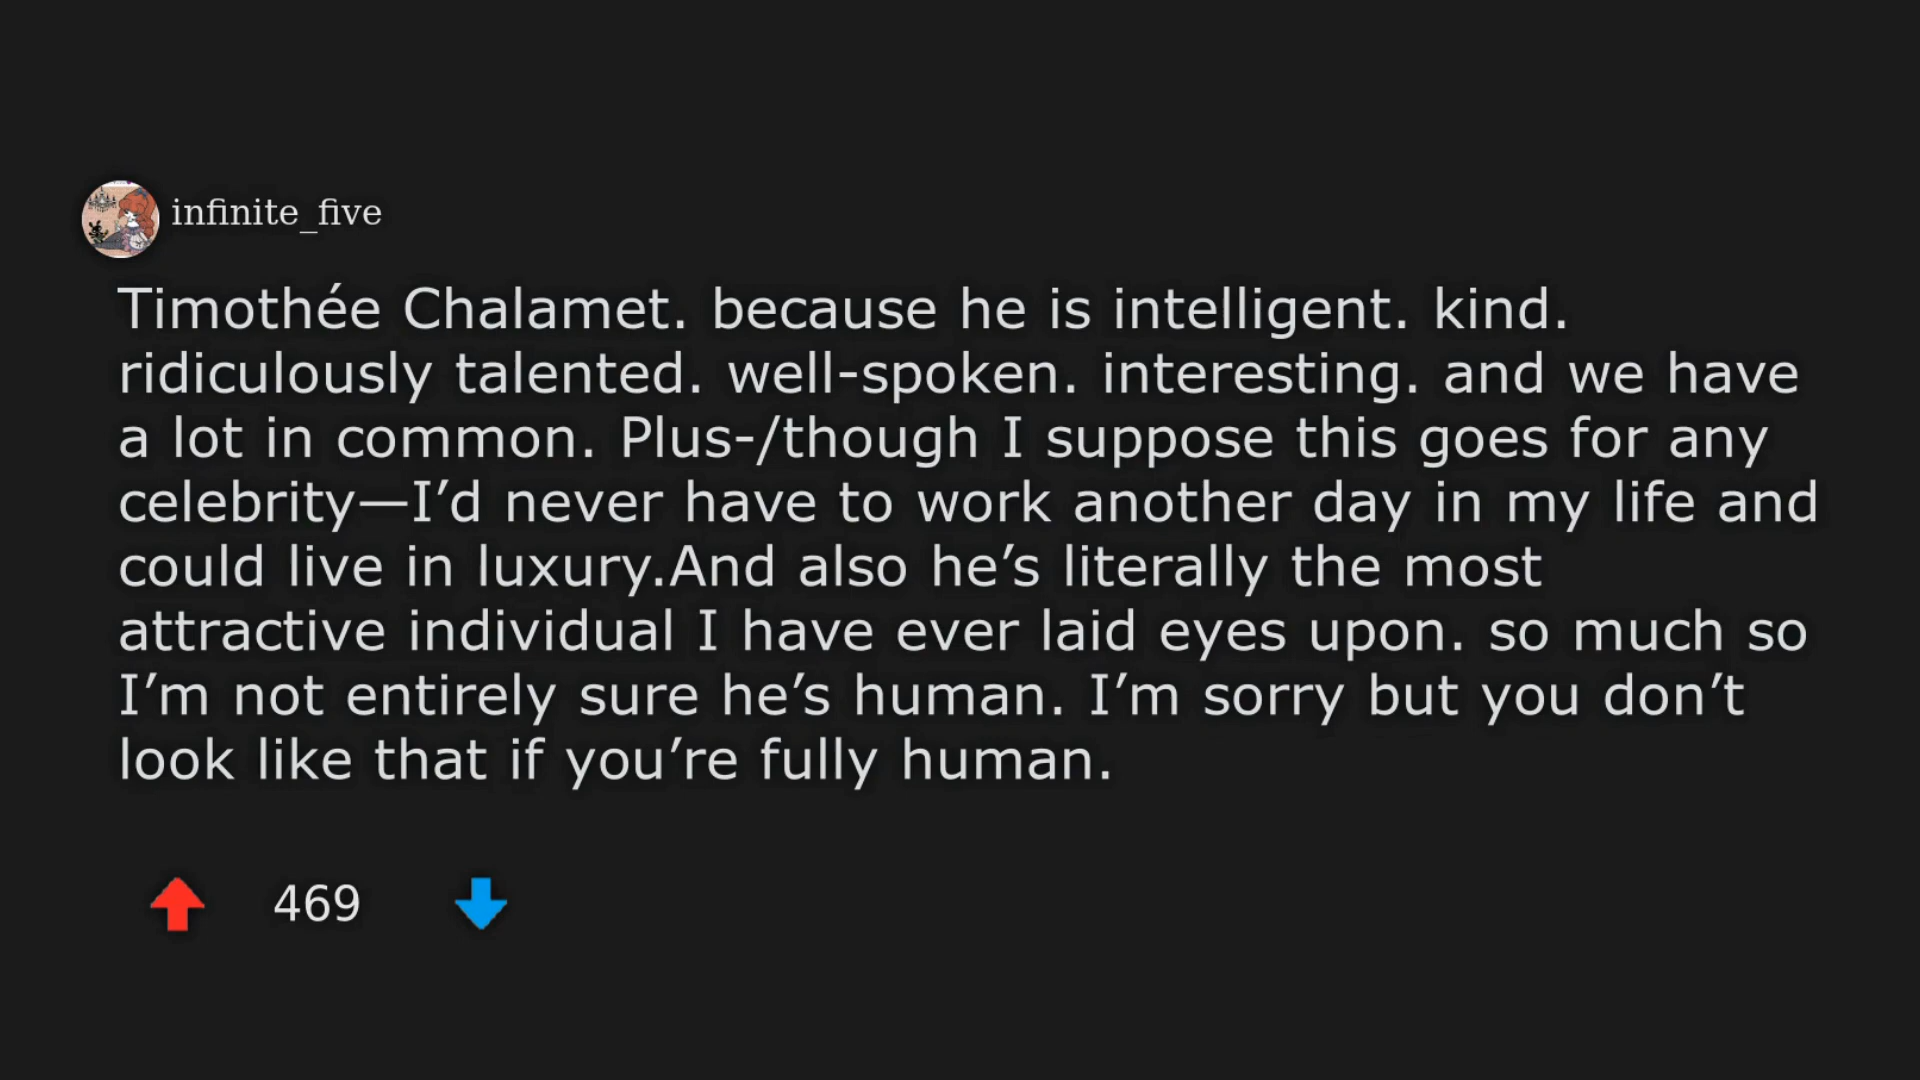 infinite_five
Timothée Chalamet. because he is intelligent. kind.
ridiculously talented. well-spoken. interesting. and we have
a lot in common. Plus-/though I suppose this goes for any
celebrity—I’d never have to work another day in my life and
could live in luxury.And also he’s literally the most
attractive individual I have ever laid eyes upon. so much so
I’m not entirely sure he’s human. I’m sorry but you don’t
look like that if you’re fully human.
469